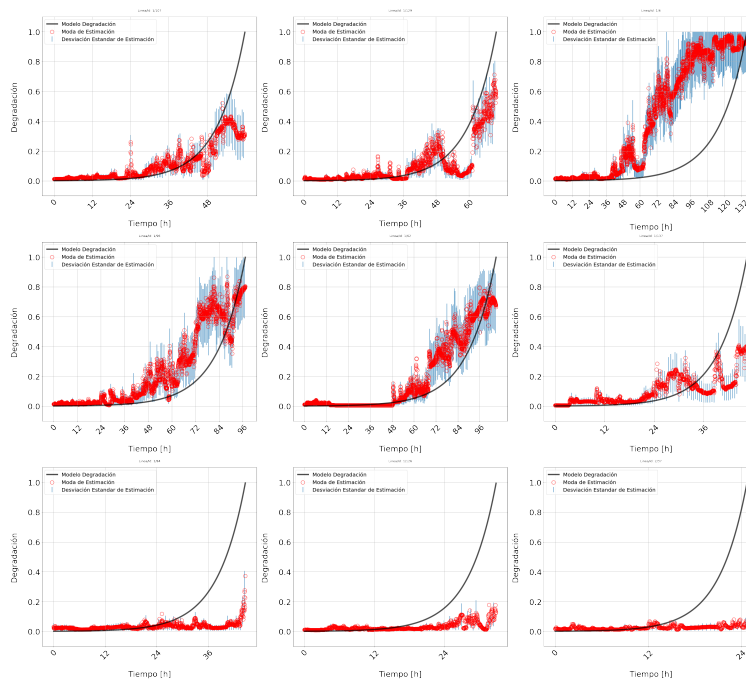 Modelo Degradación
Moda de Estimación
Desviación Estandar de Estimación
1.0
0.8
0.6
0.4
0.2
0.0
Degradación
0 12 24 36 48
Tiempo [h]
Modelo Degradación
Moda de Estimación
Desviación Estandar de Estimación
1.0
0.8
0.6
0.4
0.2
0.0
Degradación
0 12 24 36 48 60
Tiempo [h]
Modelo Degradación
Moda de Estimación
Desviación Estandar de Estimación
1.0
0.8
0.6
0.4
0.2
0.0
Degradación
0 12 24 36 48 60 72 84 96 108 120
Tiempo [h]
Modelo Degradación
Moda de Estimación
Desviación Estandar de Estimación
1.0
0.8
0.6
0.4
0.2
0.0
Degradación
0 12 24 36 48 60 72 84 96
Tiempo [h]
Modelo Degradación
Moda de Estimación
Desviación Estandar de Estimación
1.0
0.8
0.6
0.4
0.2
0.0
Degradación
0 12 24 36 48 60 72 84 96
Tiempo [h]
Modelo Degradación
Moda de Estimación
Desviación Estandar de Estimación
1.0
0.8
0.6
0.4
0.2
0.0
Degradación
0 12 24 36
Tiempo [h]
Modelo Degradación
Moda de Estimación
Desviación Estandar de Estimación
1.0
0.8
0.6
0.4
0.2
0.0
Degradación
0 12 24 36
Tiempo [h]
Modelo Degradación
Moda de Estimación
Desviación Estandar de Estimación
1.0
0.8
0.6
0.4
0.2
0.0
Degradación
0 12 24
Tiempo [h]
Modelo Degradación
Moda de Estimación
Desviación Estandar de Estimación
1.0
0.8
0.6
0.4
0.2
0.0
Degradación
0 12 24
Tiempo [h]